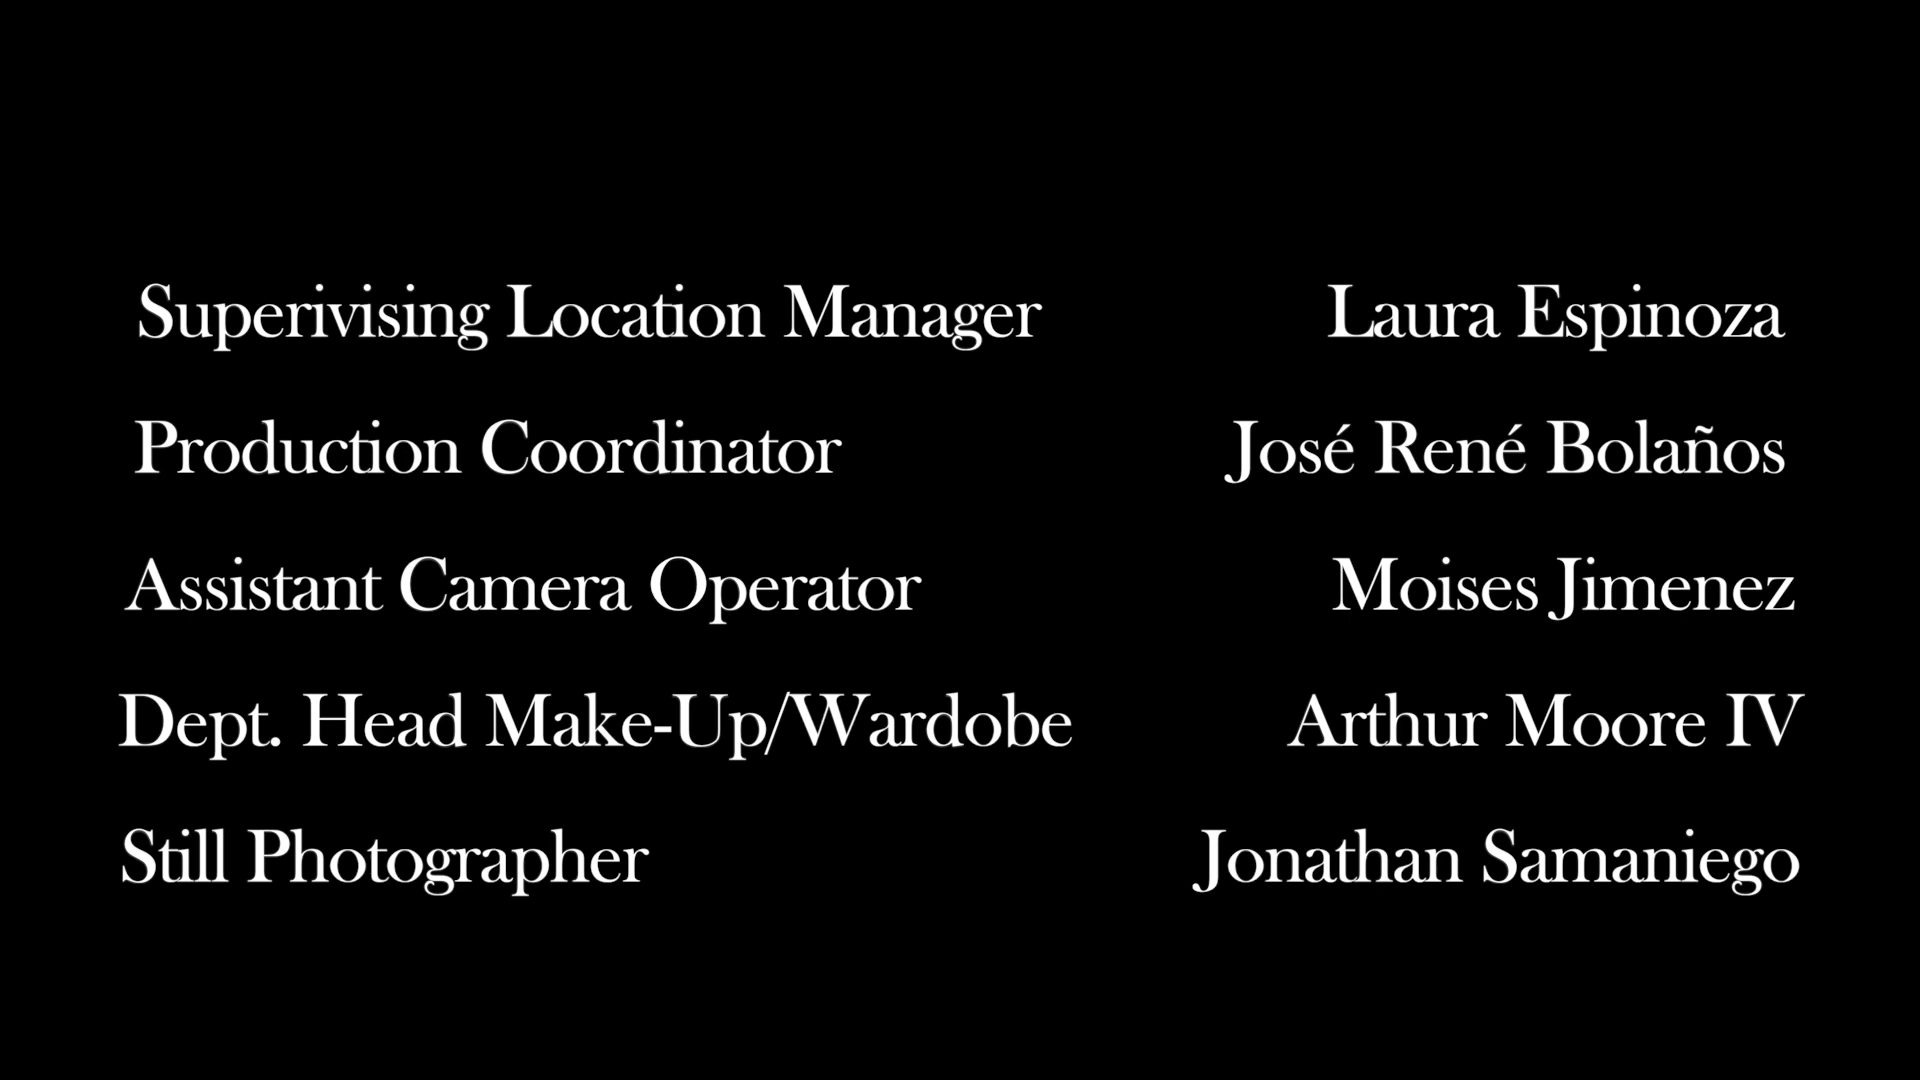 Superivising Location Manager Laura Espinoza
Production Coordinator José René Bolaños
Assistant Camera Operator Moises Jimenez
Dept. Head Make-Up/Wardobe Arthur Moore IV
Still Photographer Jonathan Samaniego